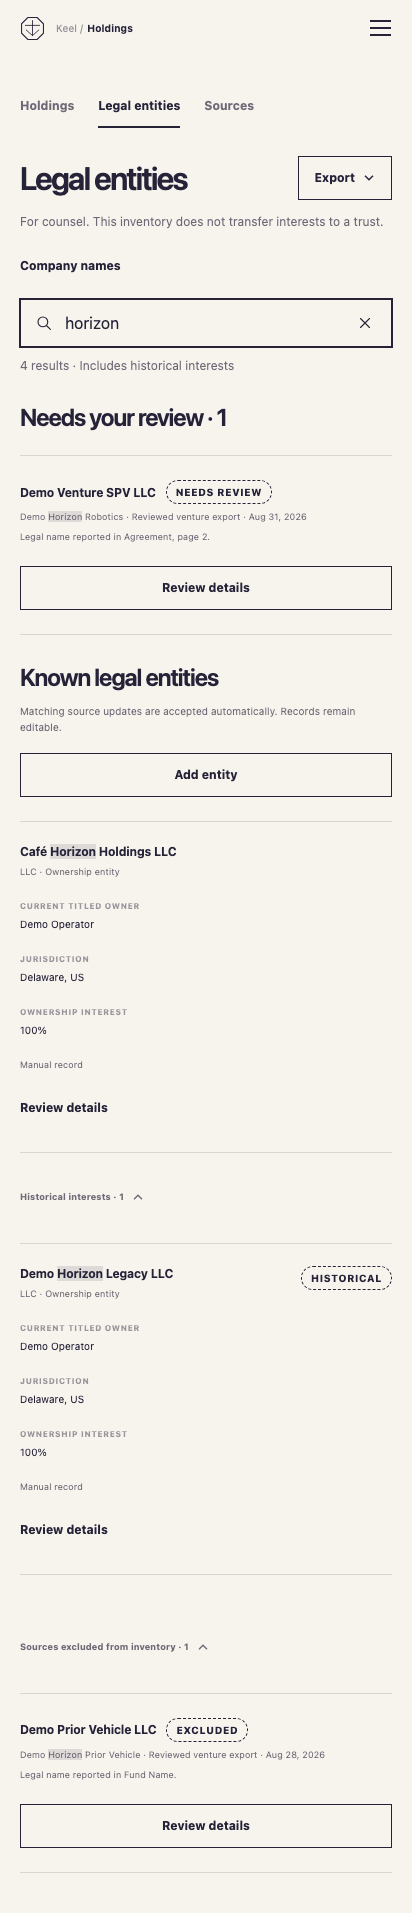 Keel / Holdings
Holdings Legal entities Sources
Legal entities
Export
For counsel. This inventory does not transfer interests to a trust.
Company names
horizon
4 results · Includes historical interests
Needs your review · 1
Demo Venture SPV LLC NEEDS REVIEW
Demo Horizon Robotics · Reviewed venture export · Aug 31, 2026
Legal name reported in Agreement, page 2.
Review details
Known legal entities
Matching source updates are accepted automatically. Records remain
editable.
Add entity
Café Horizon Holdings LLC
LLC · Ownership entity
CURRENT TITLED OWNER
Demo Operator
JURISDICTION
Delaware, US
OWNERSHIP INTEREST
100%
Manual record
Review details
Historical interests · 1
Demo Horizon Legacy LLC HISTORICAL
LLC · Ownership entity
CURRENT TITLED OWNER
Demo Operator
JURISDICTION
Delaware, US
OWNERSHIP INTEREST
100%
Manual record
Review details
Sources excluded from inventory · 1
Demo Prior Vehicle LLC EXCLUDED
Demo Horizon Prior Vehicle · Reviewed venture export · Aug 28, 2026
Legal name reported in Fund Name.
Review details